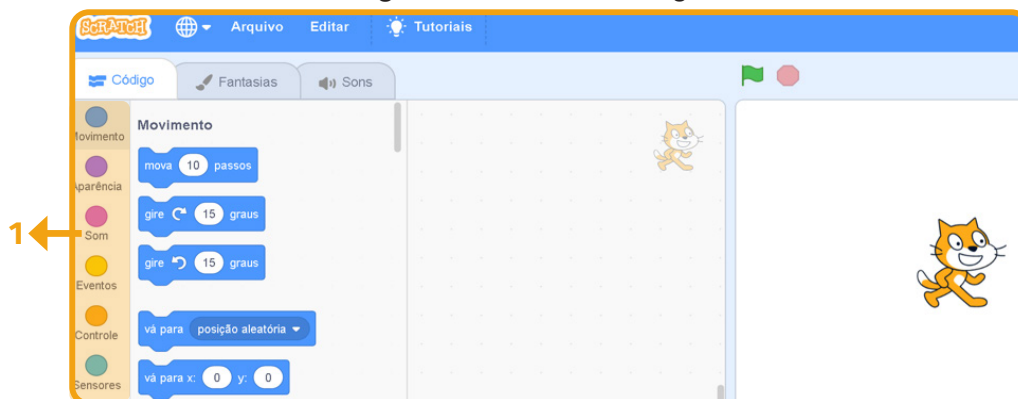 SCRATCH Arquivo Editar Tutoriais
Código Fantasias Sons
Movimento
Aparência
Som
Eventos
Controle
Sensores
Movimento
mova 10 passos
gire 15 graus
gire 15 graus
vá para posição aleatória
vá para x: 0 y: 0
1